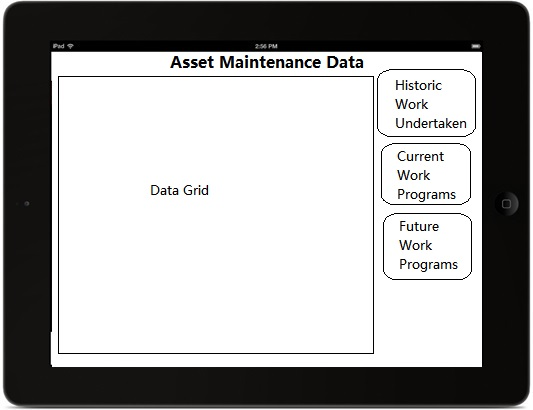 iPad
2:56 PM
Asset Maintenance Data
Data Grid
Historic
Work
Undertaken
Current
Work
Programs
Future
Work
Programs